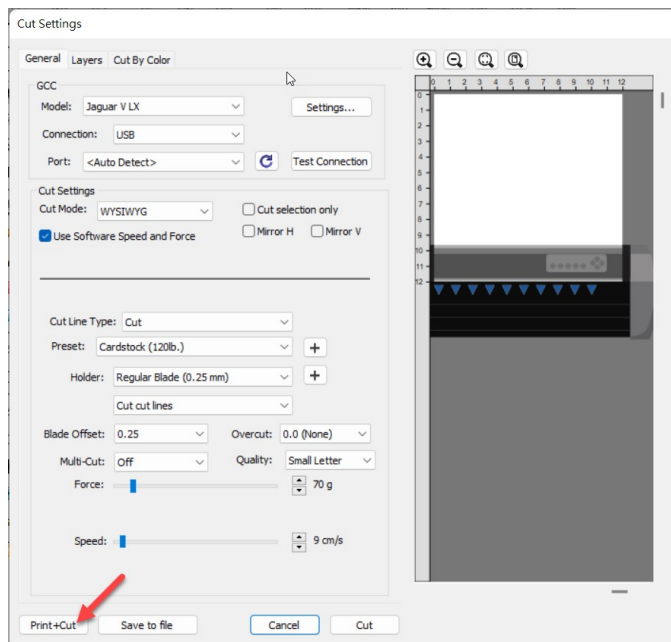 Cut Settings
General Layers Cut By Color
GCC
Model: Jaguar V LX Settings...
Connection: USB
Port: <Auto Detect> Test Connection
Cut Settings
Cut Mode: WYSIWYG Cut selection only
Use Software Speed and Force Mirror H Mirror V
Cut Line Type: Cut
Preset: Cardstock (120lb.) +
Holder: Regular Blade (0.25 mm) +
Cut cut lines
Blade Offset: 0.25 Overcut: 0.0 (None)
Multi-Cut: Off Quality: Small Letter
Force: 70 g
Speed: 9 cm/s
Print+Cut Save to file Cancel Cut
0 1 2 3 4 5 6 7 8 9 10 11 12
0
1
2
3
4
5
6
7
8
9
10
11
12